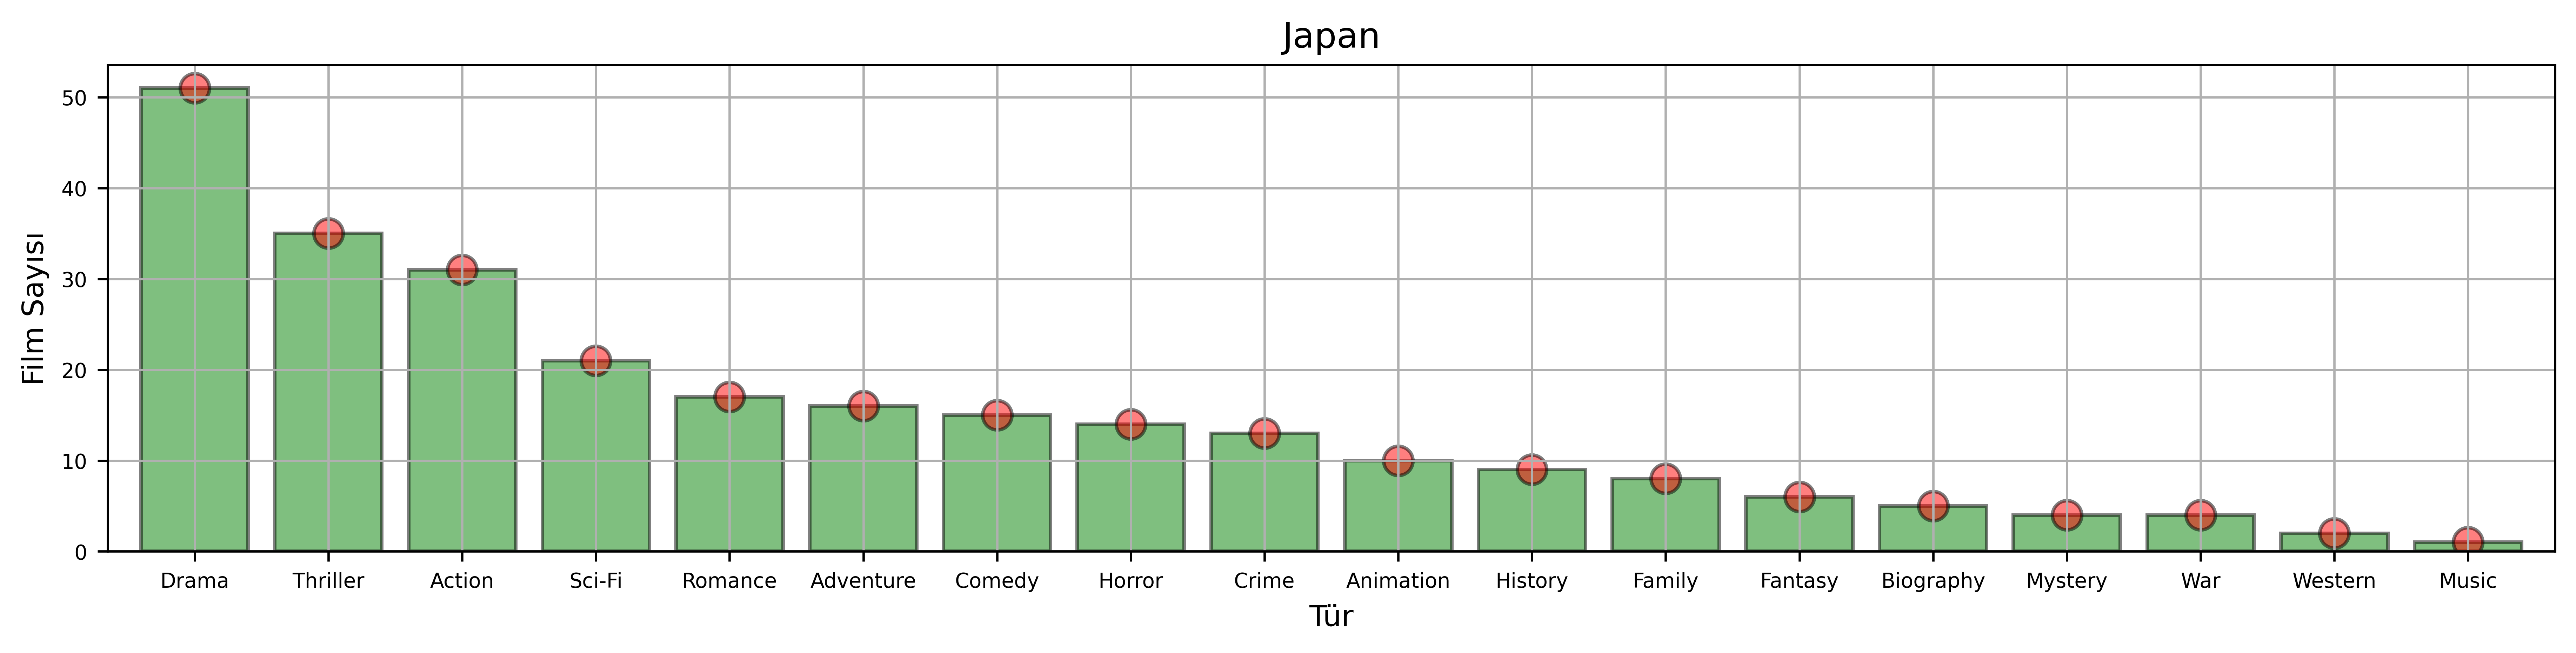 Japan
Film Sayısı
50
40
30
20
10
0
Drama Thriller Action Sci-Fi Romance Adventure Comedy Horror Crime Animation History Family Fantasy Biography Mystery War Western Music
Tür